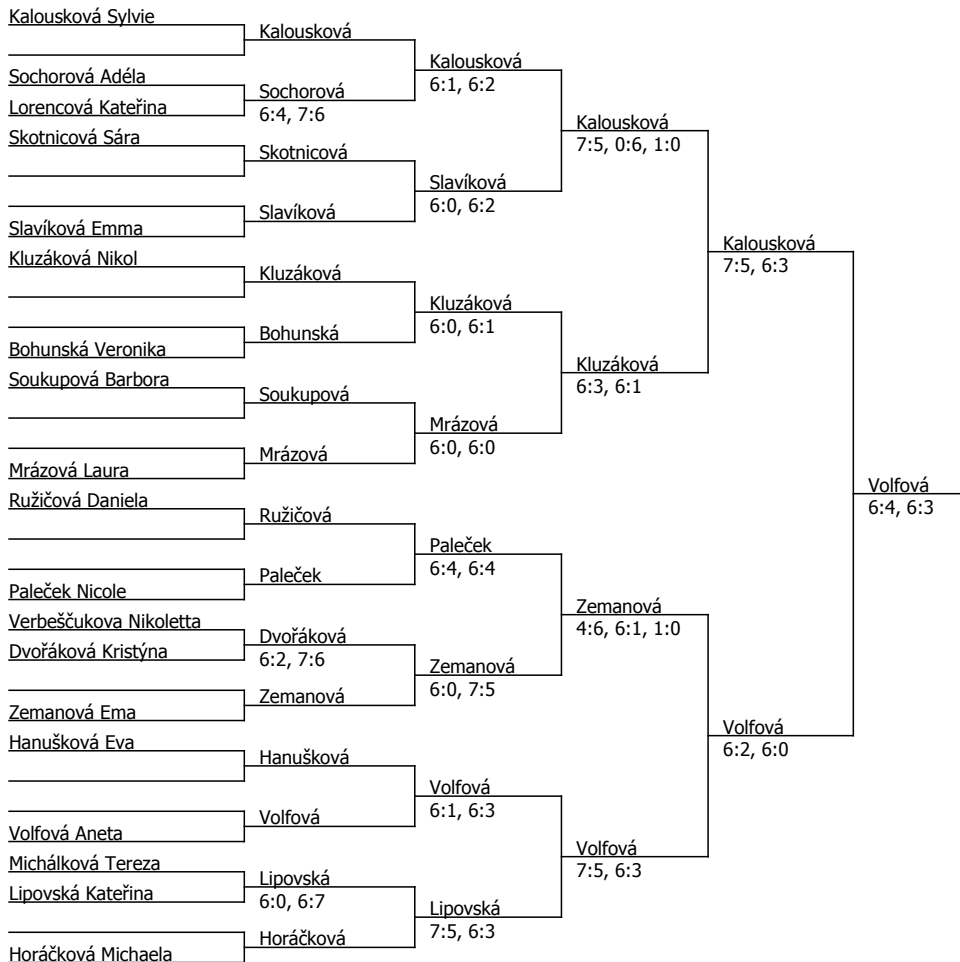 Kalousková Sylvie
Sochorová Adéla
Lorencová Kateřina
Skotnicová Sára
Slavíková Emma
Kluzáková Nikol
Bohunská Veronika
Soukupová Barbora
Mrázová Laura
Ružičová Daniela
Paleček Nicole
Verbeščukova Nikoletta
Dvořáková Kristýna
Zemanová Ema
Hanušková Eva
Volfová Aneta
Michálková Tereza
Lipovská Kateřina
Horáčková Michaela
Kalousková
Sochorová
6:4, 7:6
Skotnicová
Slavíková
Kluzáková
Bohunská
Soukupová
Mrázová
Ružičová
Paleček
Dvořáková
6:2, 7:6
Zemanová
Hanušková
Volfová
Lipovská
6:0, 6:7
Horáčková
Kalousková
6:1, 6:2
Slavíková
6:0, 6:2
Kluzáková
6:0, 6:1
Mrázová
6:0, 6:0
Paleček
6:4, 6:4
Zemanová
6:0, 7:5
Volfová
6:1, 6:3
Lipovská
7:5, 6:3
Kalousková
7:5, 0:6, 1:0
Kluzáková
6:3, 6:1
Zemanová
4:6, 6:1, 1:0
Volfová
7:5, 6:3
Kalousková
7:5, 6:3
Volfová
6:2, 6:0
Volfová
6:4, 6:3